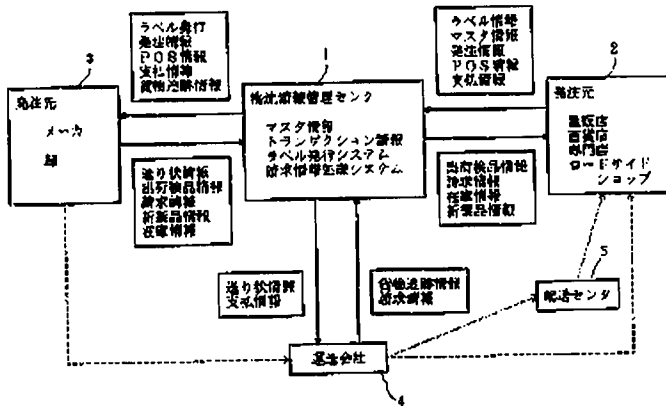 ラベル発行
発注情報
POS情報
支払情報
貨物追跡情報
3
発注先
メーカ
卸
1
物流情報管理センタ
マスタ情報
トランザクション情報
ラベル発行システム
請求情報処理システム
ラベル情報
マスタ情報
発注情報
POS情報
支払情報
2
発注元
量販店
百貨店
専門店
ロードサイド
ショップ
送り状情報
出荷検品情報
請求情報
新製品情報
在庫情報
出荷検品情報
請求情報
在庫情報
新製品情報
送り状情報
支払情報
貨物追跡情報
請求情報
5
配送センタ
運送会社
4